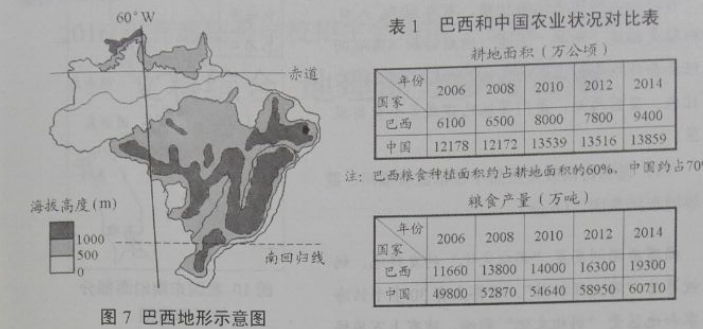 60° W
赤道
海拔高度 (m)
1000
500
0
南回归线
图 7 巴西地形示意图
表 1 巴西和中国农业状况对比表
耕地面积 (万公顷)
年份 国家 2006 2008 2010 2012 2014
巴西 6100 6500 8000 7800 9400
中国 12178 12172 13539 13516 13859
注: 巴西粮食种植面积约占耕地面积的60%, 中国约占70
粮食产量 (万吨)
年份 国家 2006 2008 2010 2012 2014
巴西 11660 13800 14000 16300 19300
中国 49800 52870 54640 58950 60710